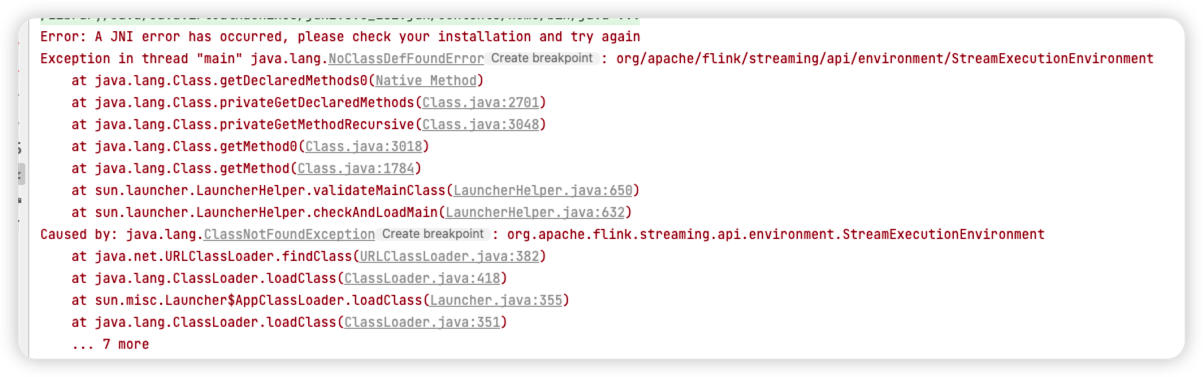 Error: A JNI error has occurred, please check your installation and try again
Exception in thread "main" java.lang.NoClassDefFoundError Create breakpoint : org/apache/flink/streaming/api/environment/StreamExecutionEnvironment
at java.lang.Class.getDeclaredMethods0(Native Method)
at java.lang.Class.privateGetDeclaredMethods(Class.java:2701)
at java.lang.Class.privateGetMethodRecursive(Class.java:3048)
at java.lang.Class.getMethod0(Class.java:3018)
at java.lang.Class.getMethod(Class.java:1784)
at sun.launcher.LauncherHelper.validateMainClass(LauncherHelper.java:650)
at sun.launcher.LauncherHelper.checkAndLoadMain(LauncherHelper.java:632)
Caused by: java.lang.ClassNotFoundException Create breakpoint : org.apache.flink.streaming.api.environment.StreamExecutionEnvironment
at java.net.URLClassLoader.findClass(URLClassLoader.java:382)
at java.lang.ClassLoader.loadClass(ClassLoader.java:418)
at sun.misc.Launcher$AppClassLoader.loadClass(Launcher.java:355)
at java.lang.ClassLoader.loadClass(ClassLoader.java:351)
... 7 more